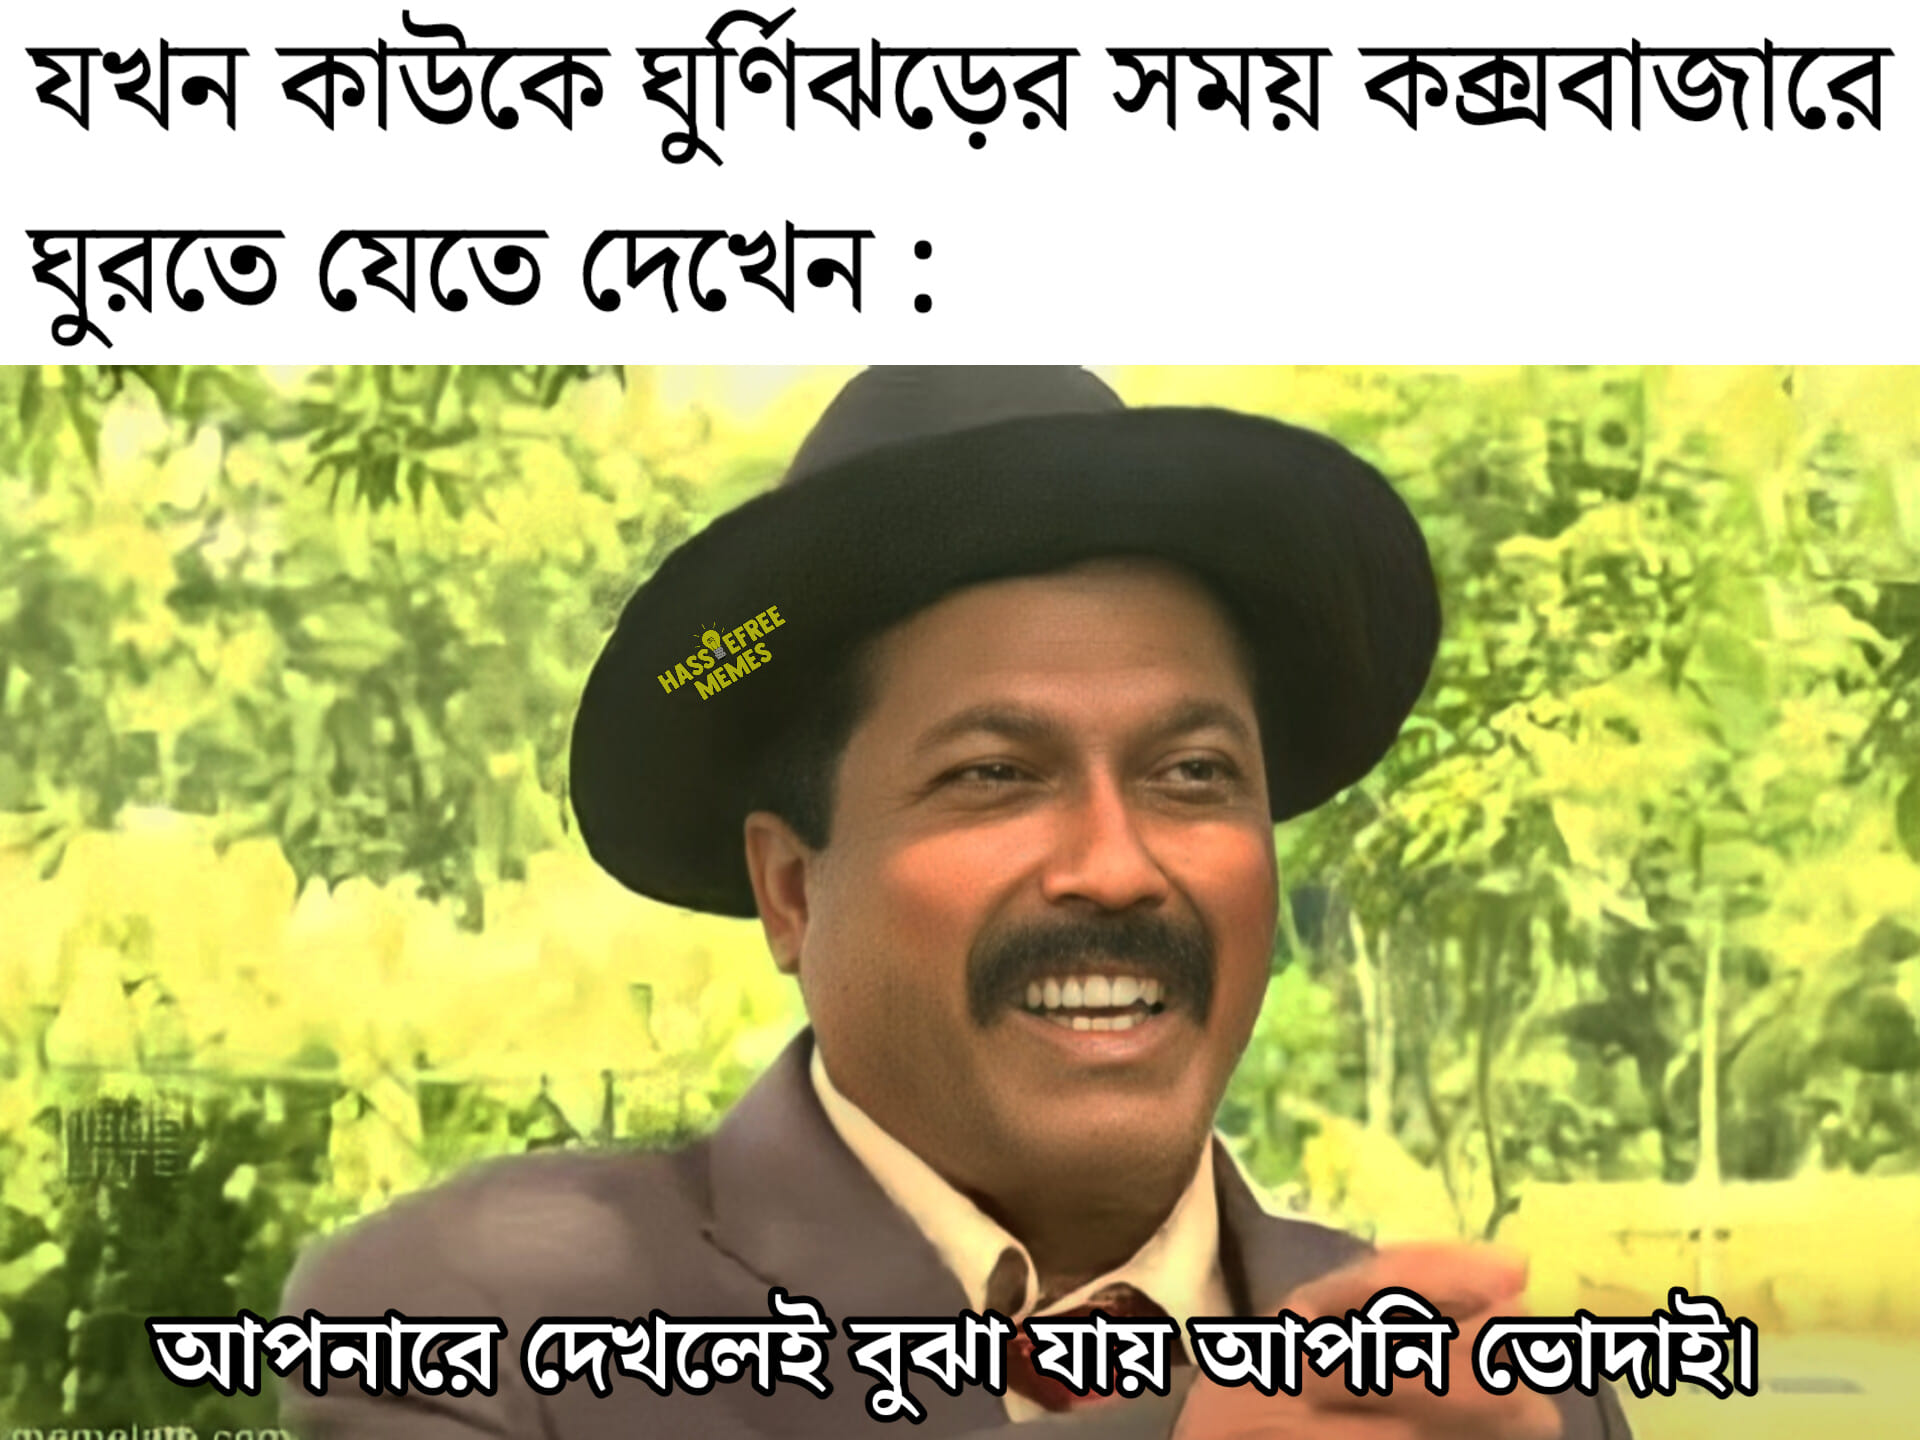 যখন কাউকে ঘুর্ণিঝড়ের সময় কক্সবাজারে
ঘুরতে যেতে দেখেন :
HASSLEFREE
MEMES
আপনারে দেখলেই বুঝা যায় আপনি ভোদাই।